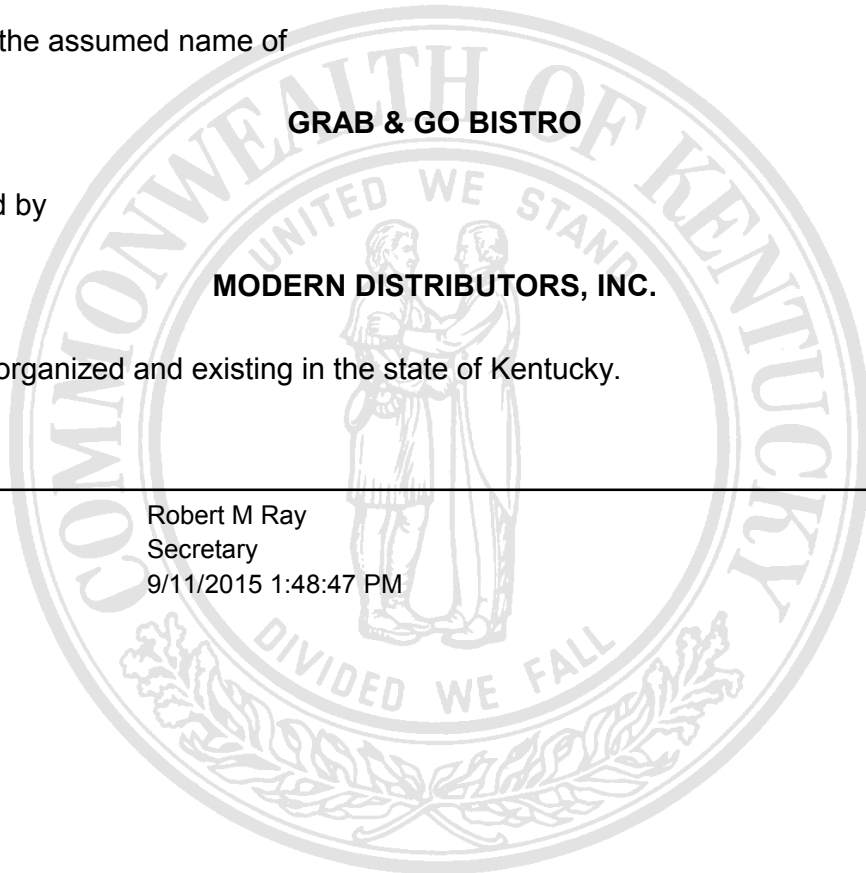 the assumed name of
GRAB & GO BISTRO
d by
MODERN DISTRIBUTORS, INC.
organized and existing in the state of Kentucky.
Robert M Ray
Secretary
9/11/2015 1:48:47 PM
COMMONWEALTH OF KENTUCKY
UNITED WE STAND
DIVIDED WE FALL